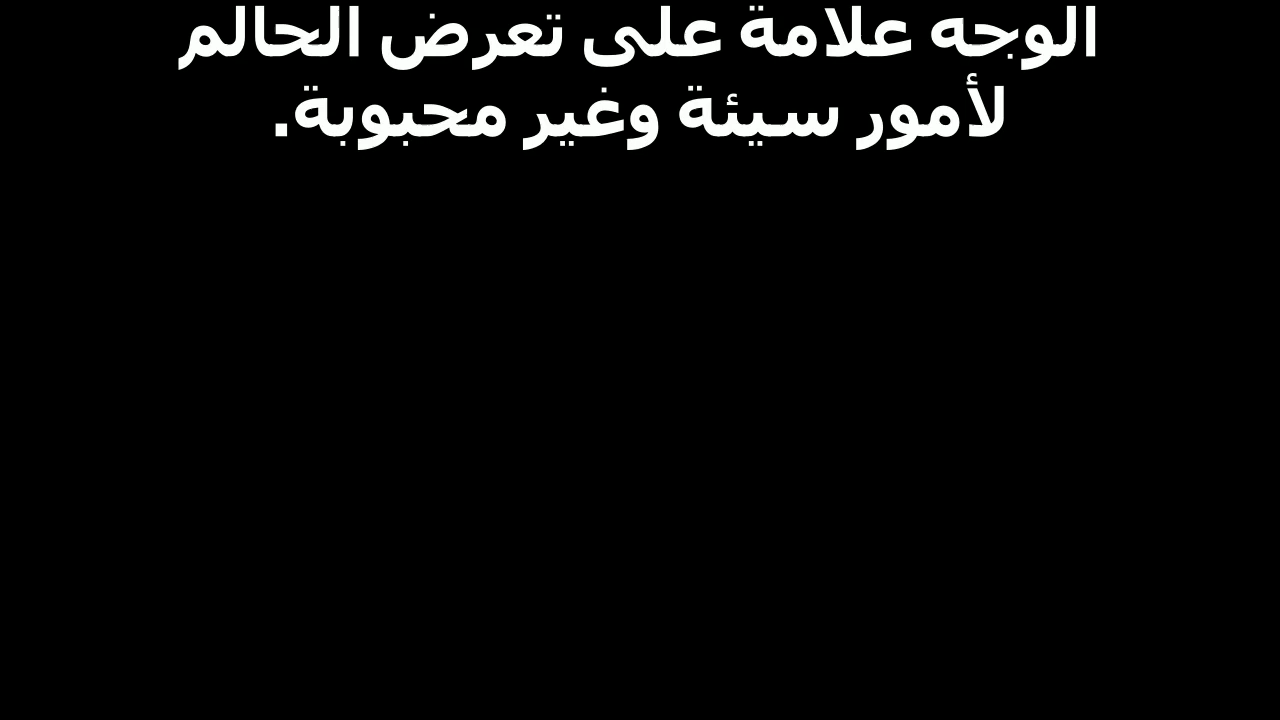 الوجه علامة على تعرض الحالم
لأمور سيئة وغير محبوبة.